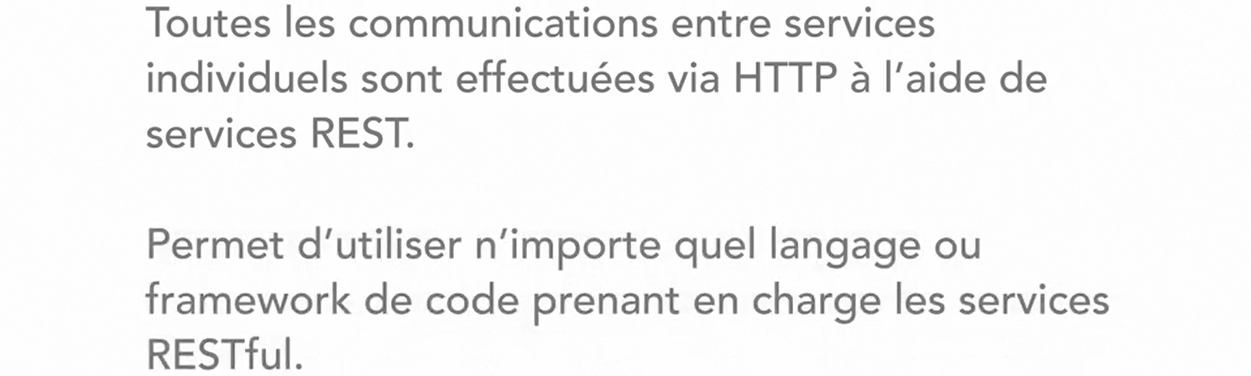 Toutes les communications entre services
individuels sont effectuées via HTTP à l’aide de
services REST.
Permet d’utiliser n’importe quel langage ou
framework de code prenant en charge les services
RESTful.